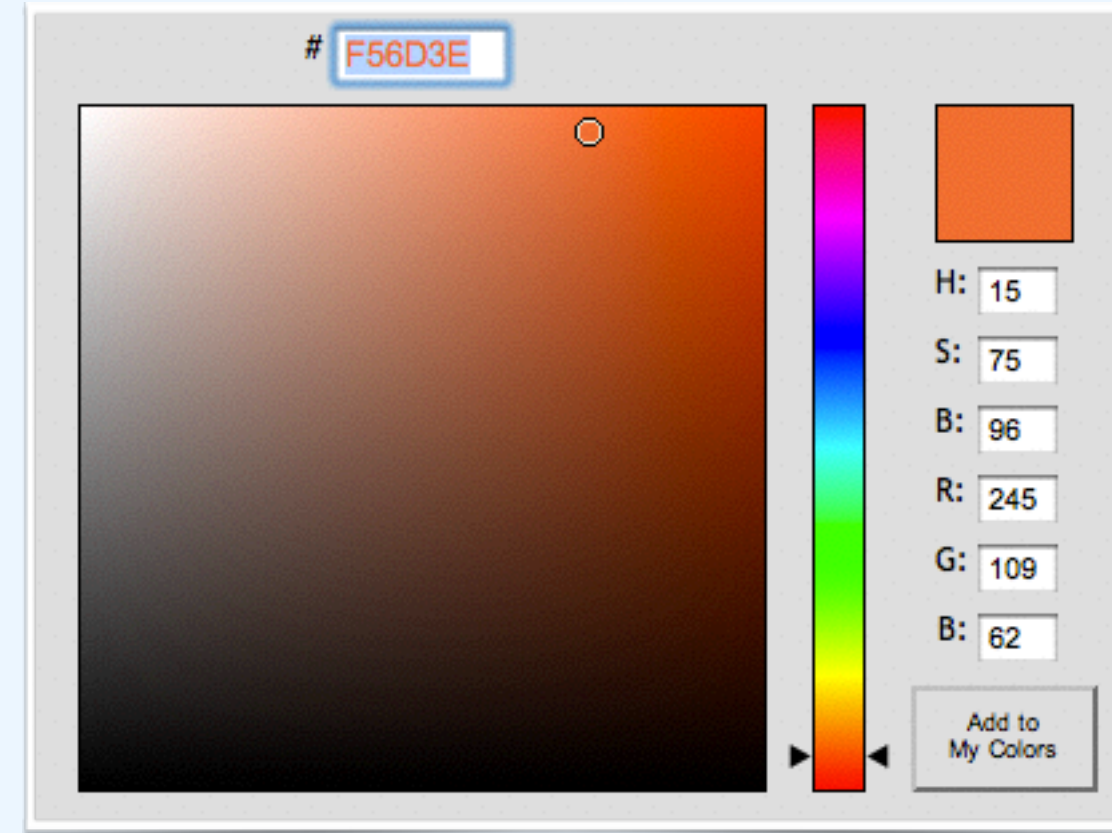 # F56D3E
H: 15
S: 75
B: 96
R: 245
G: 109
B: 62
Add to
My Colors